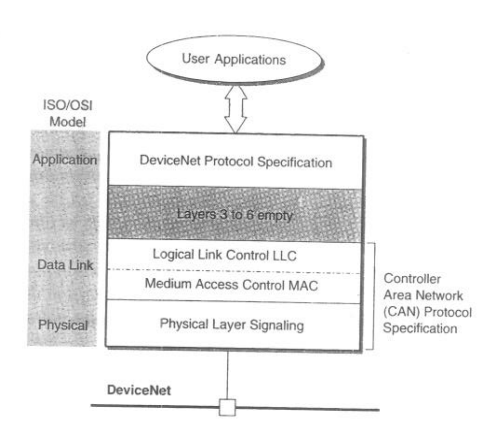 User Applications
ISO/OSI
Model
Application
DeviceNet Protocol Specification
Layers 3 to 6 empty
Logical Link Control LLC
Data Link
Medium Access Control MAC
Controller
Area Network
(CAN) Protocol
Specification
Physical
Physical Layer Signaling
DeviceNet